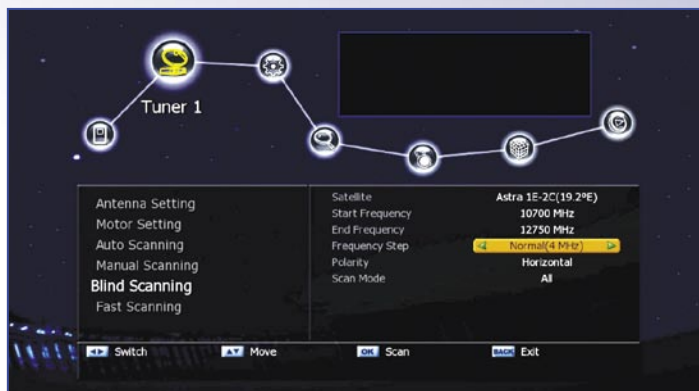 Tuner 1
Antenna Setting
Motor Setting
Auto Scanning
Manual Scanning
Blind Scanning
Fast Scanning
Satellite Astra 1E-2C(19.2ºE)
Start Frequency 10700 MHz
End Frequency 12750 MHz
Frequency Step Normal(4 MHz)
Polarity Horizontal
Scan Mode All
Switch Move OK Scan BACK Exit